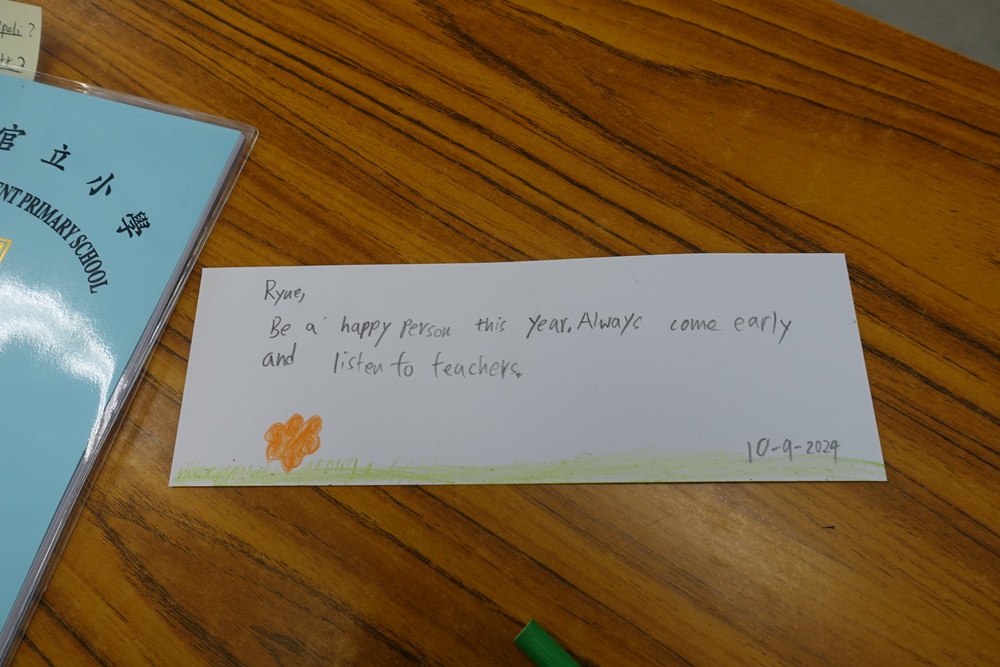 官立小學
ENT PRIMARY SCHOOL
Ryue,
Be a happy person this year. Always come early
and listen to teachers.
10-9-2024